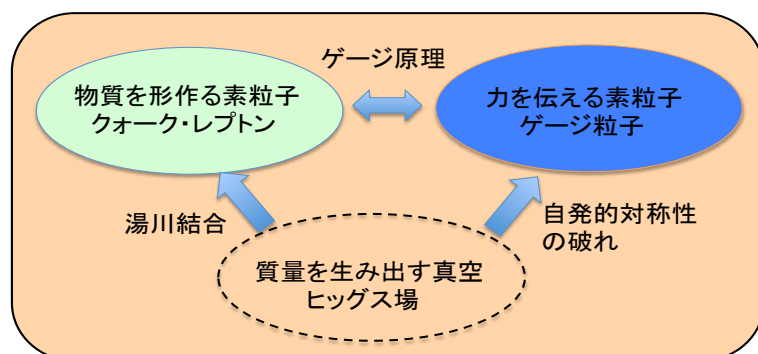 ゲージ原理
物質を形作る素粒子
クォーク・レプトン
力を伝える素粒子
ゲージ粒子
湯川結合
自発的対称性
の破れ
質量を生み出す真空
ヒッグス場